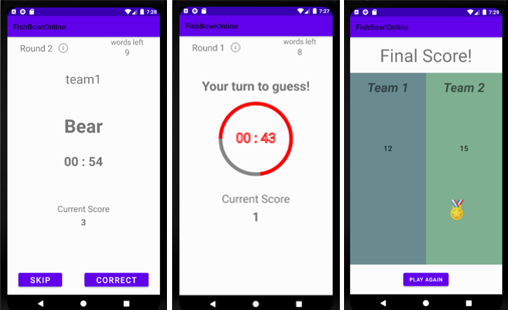 7:28
FishBowlOnline
Round 2
words left
9
team1
Bear
00 : 54
Current Score
3
SKIP
CORRECT
7:27
FishBowlOnline
Round 1
words left
8
Your turn to guess!
00 : 43
Current Score
1
7:29
FishBowlOnline
Final Score!
Team 1
Team 2
12
15
PLAY AGAIN